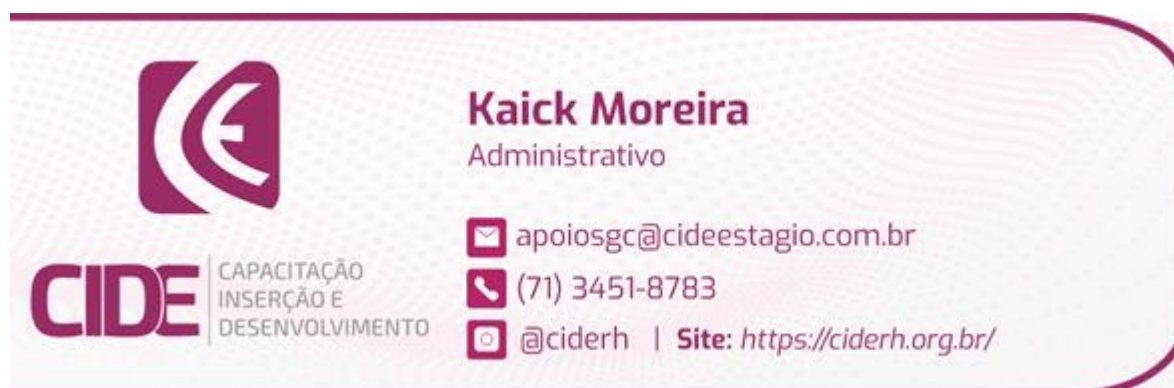 Kaick Moreira
Administrativo
apoiosgc@cideestagio.com.br
(71) 3451-8783
@ciderh | Site: https://ciderh.org.br/
CIDE
CAPACITAÇÃO
INSERÇÃO E
DESENVOLVIMENTO